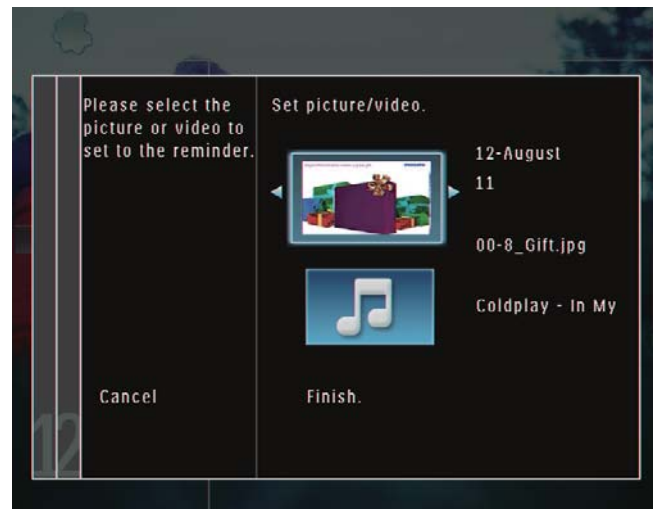 Please select the
picture or video to
set to the reminder.
Set picture/video.
12-August
11
00-8_Gift.jpg
Coldplay - In My
Cancel
Finish.
12